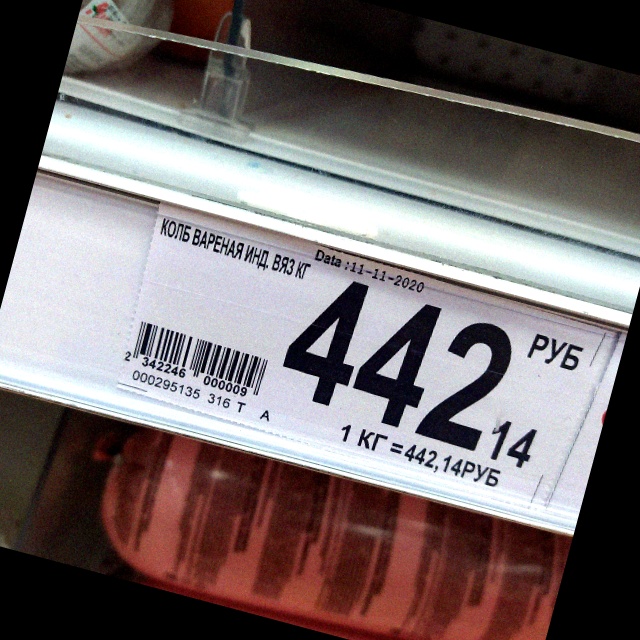 КОЛБ ВАРЕНАЯ ИНД. ВЯЗ КГ
Data :11-11-2020
442 14 РУБ
1 КГ =442,14РУБ
2 342246 000009
000295135 316 Т А